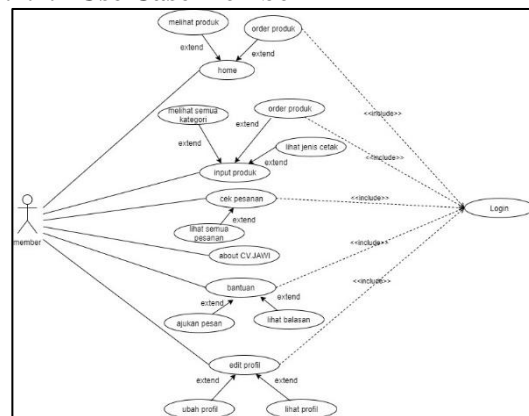 melihat produk
order produk
extend
extend
home
melihat semua
kategori
order produk
<<include>>
extend
extend
<<include>>
lihat jenis cetak
extend
input produk
cek pesanan
<<include>>
Login
extend
lihat semua
pesanan
member
<<include>>
about CV.JAWI
bantuan
<<include>>
extend
extend
ajukan pesan
lihat balasan
edit profil
extend
extend
ubah profil
lihat profil